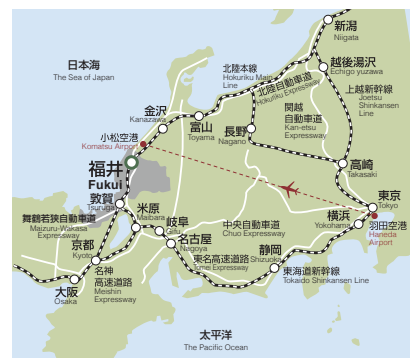 新潟
Niigata
日本海
The Sea of Japan
北陸本線
Hokuriku Main
Line
越後湯沢
Echigo yuzawa
北陸自動車道
Hokuriku Expressway
上越新幹線
Joetsu
Shinkansen
Line
金沢
Kanazawa
関越
自動車道
Kan-etsu
Expressway
小松空港
Komatsu Airport
富山
Toyama
長野
Nagano
福井
Fukui
高崎
Takasaki
敦賀
Tsuruga
東京
Tokyo
舞鶴若狭自動車道
Maizuru-Wakasa
Expressway
米原
Maibara
岐阜
Gifu
中央自動車道
Chuo Expressway
横浜
Yokohama
羽田空港
Haneda
Airport
京都
Kyoto
名古屋
Nagoya
静岡
Shizuoka
東名高速道路
Tomei Expressway
名神
高速道路
Meishin
Expressway
東海道新幹線
Tokaido Shinkansen Line
大阪
Osaka
太平洋
The Pacific Ocean